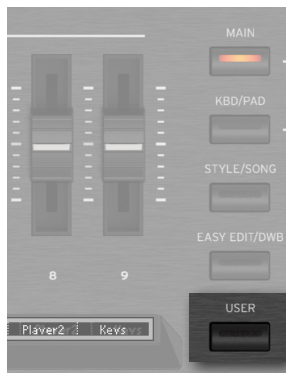 MAIN
KBD/PAD
STYLE/SONG
EASY EDIT/DWB
8 9
USER
Player2 Keys